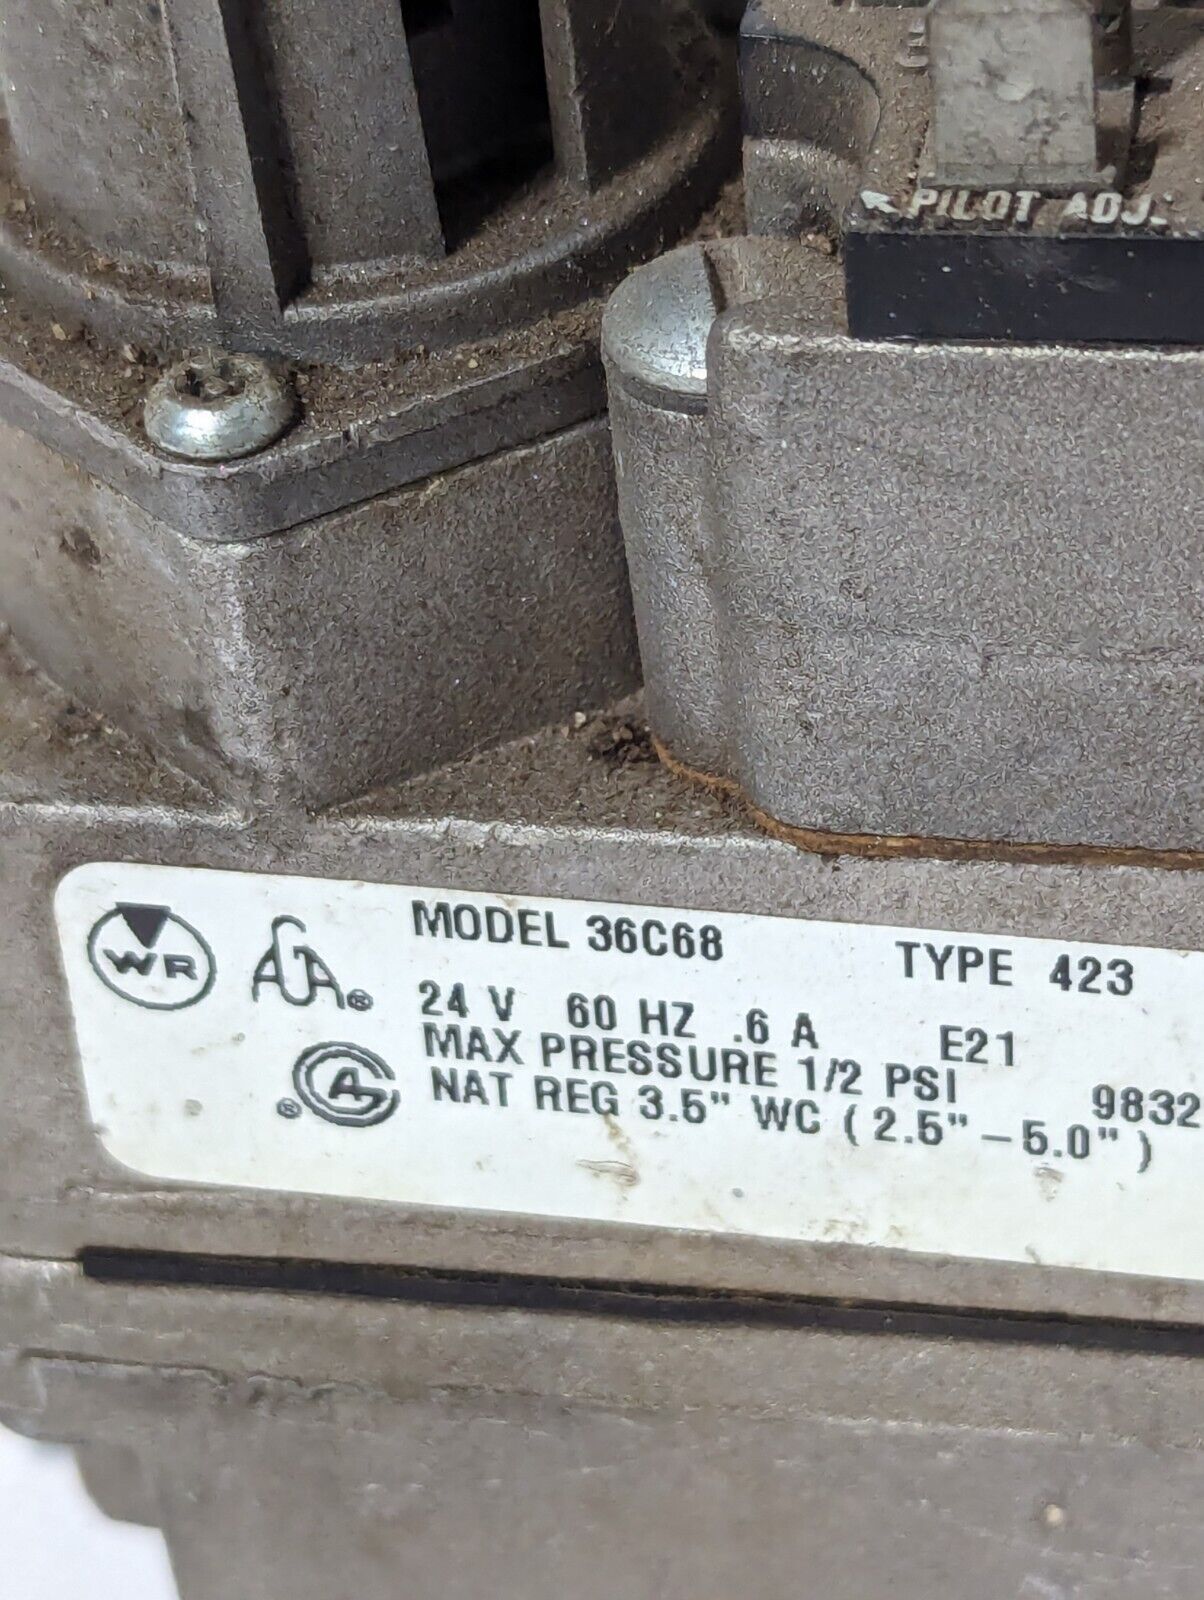 PILOT ADJ.
WR
AGA®
MODEL 36C68 TYPE 423
24 V 60 HZ .6 A E21
MAX PRESSURE 1/2 PSI 9832
NAT REG 3.5" WC (2.5"-5.0")
®